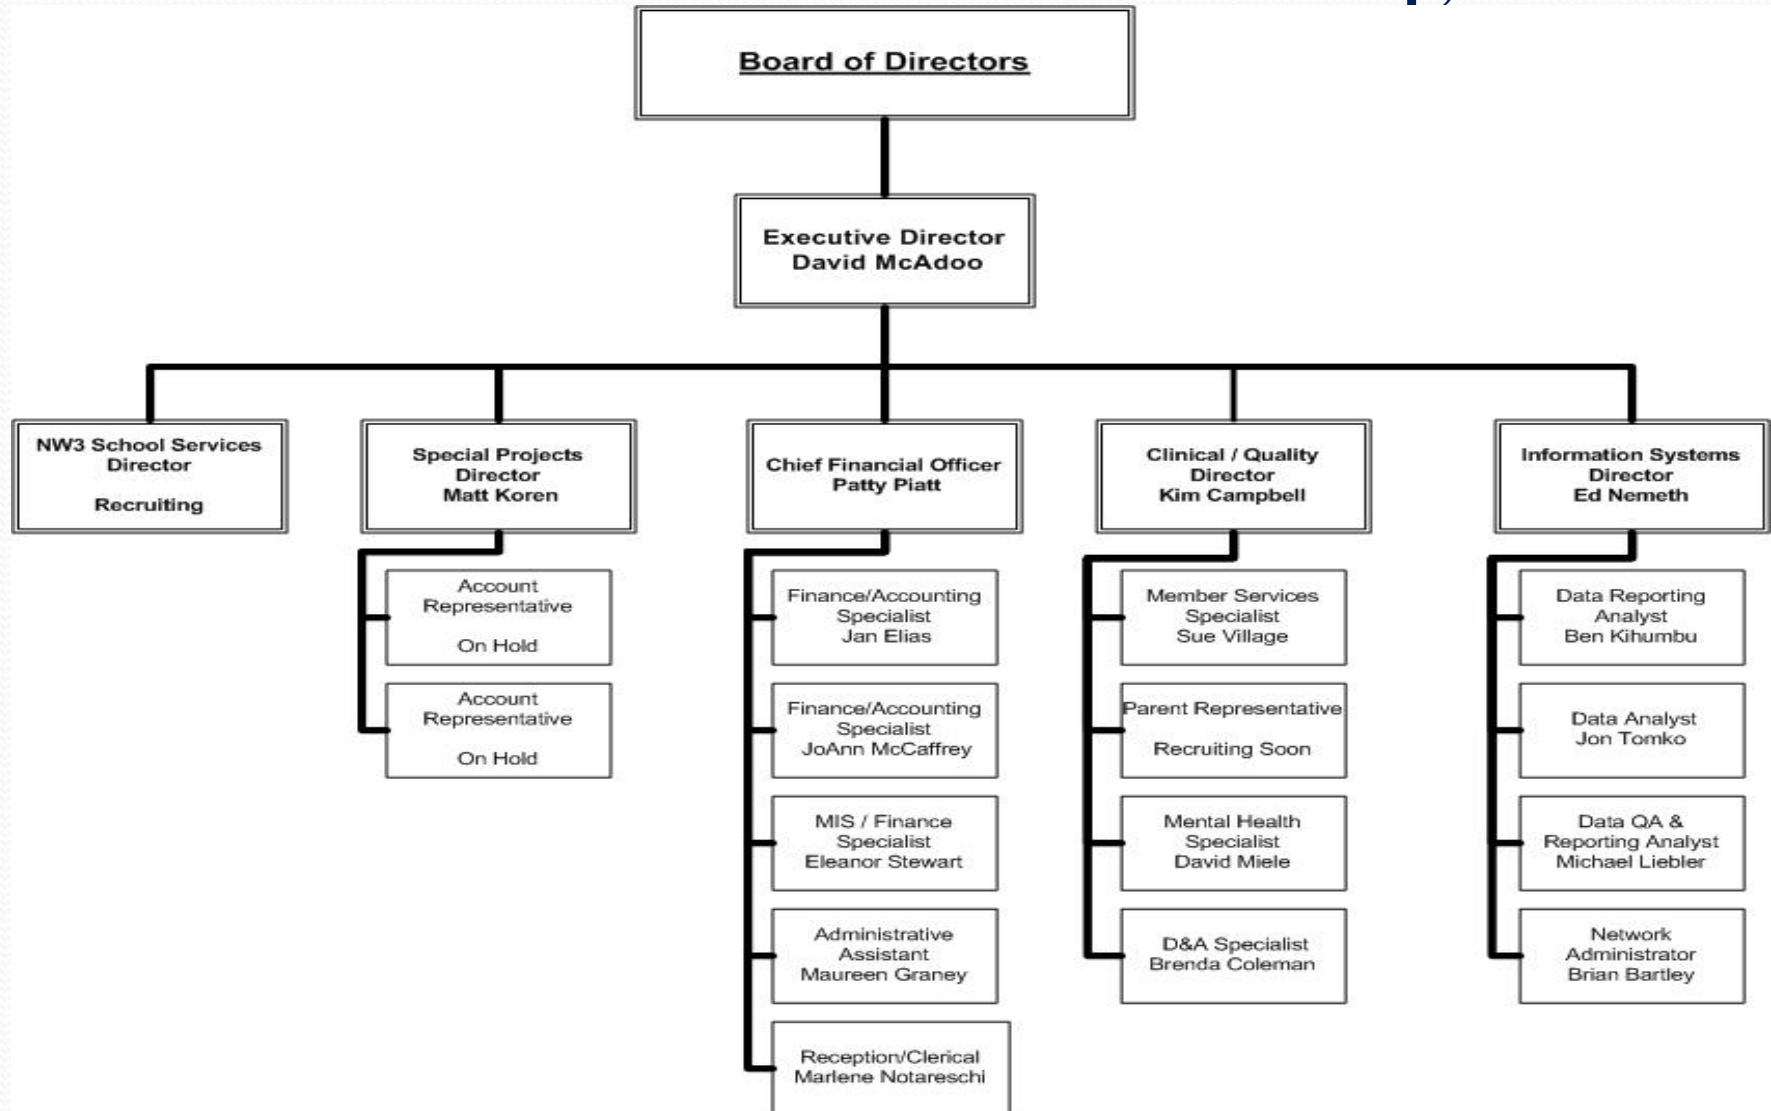 Board of Directors
Executive Director
David McAdoo
NW3 School Services
Director
Recruiting
Special Projects
Director
Matt Koren
Account
Representative
On Hold
Account
Representative
On Hold
Chief Financial Officer
Patty Piatt
Finance/Accounting
Specialist
Jan Elias
Finance/Accounting
Specialist
JoAnn McCaffrey
MIS / Finance
Specialist
Eleanor Stewart
Administrative
Assistant
Maureen Graney
Reception/Clerical
Marlene Notareschi
Clinical / Quality
Director
Kim Campbell
Member Services
Specialist
Sue Village
Parent Representative
Recruiting Soon
Mental Health
Specialist
David Miele
D&A Specialist
Brenda Coleman
Information Systems
Director
Ed Nemeth
Data Reporting
Analyst
Ben Kihumbu
Data Analyst
Jon Tomko
Data QA &
Reporting Analyst
Michael Liebler
Network
Administrator
Brian Bartley